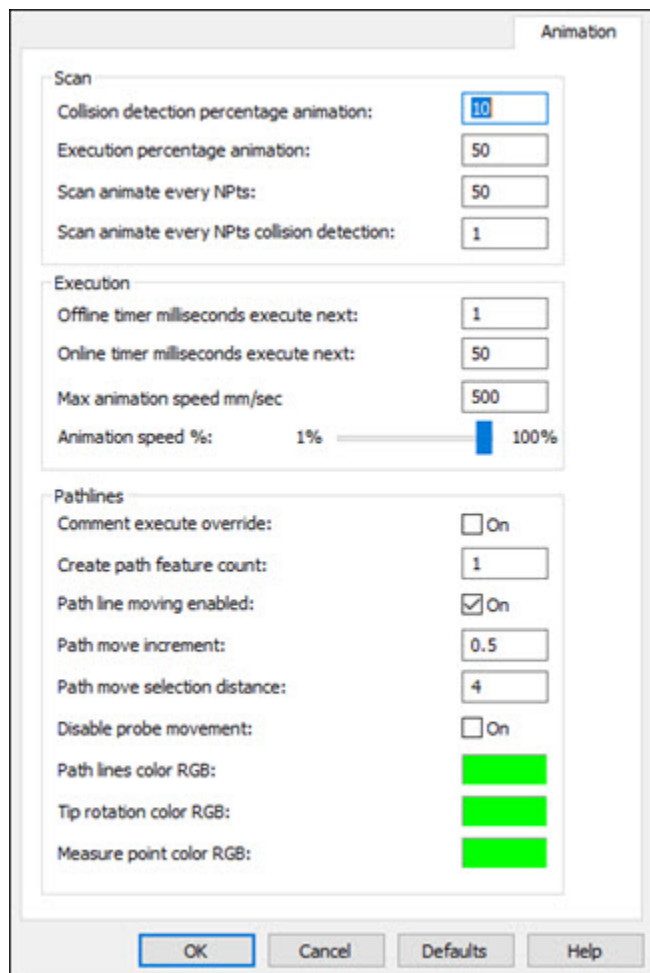 Animation
Scan
Collision detection percentage animation: 10
Execution percentage animation: 50
Scan animate every NPts: 50
Scan animate every NPts collision detection: 1
Execution
Offline timer milliseconds execute next: 1
Online timer milliseconds execute next: 50
Max animation speed mm/sec 500
Animation speed %: 1% 100%
Pathlines
Comment execute override: On
Create path feature count: 1
Path line moving enabled: On
Path move increment: 0.5
Path move selection distance: 4
Disable probe movement: On
Path lines color RGB:
Tip rotation color RGB:
Measure point color RGB:
OK Cancel Defaults Help